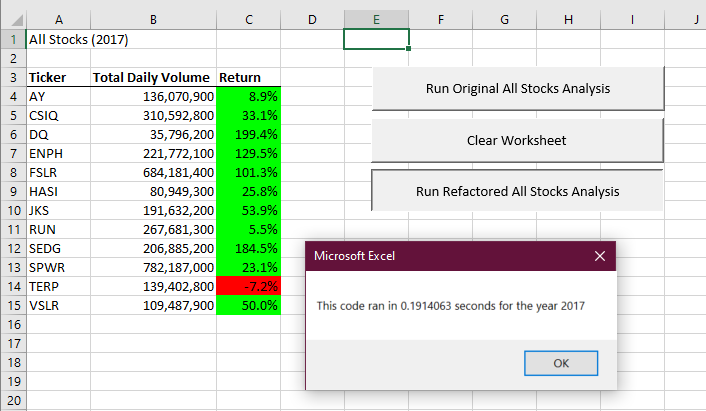 A B C D E F G H I J
1 All Stocks (2017)
2
3 Ticker Total Daily Volume Return
4 AY 136,070,900 8.9%
5 CSIQ 310,592,800 33.1%
6 DQ 35,796,200 199.4%
7 ENPH 221,772,100 129.5%
8 FSLR 684,181,400 101.3%
9 HASI 80,949,300 25.8%
10 JKS 191,632,200 53.9%
11 RUN 267,681,300 5.5%
12 SEDG 206,885,200 184.5%
13 SPWR 782,187,000 23.1%
14 TERP 139,402,800 -7.2%
15 VSLR 109,487,900 50.0%
16
17
18
19
20
Run Original All Stocks Analysis
Clear Worksheet
Run Refactored All Stocks Analysis
Microsoft Excel
This code ran in 0.1914063 seconds for the year 2017
OK